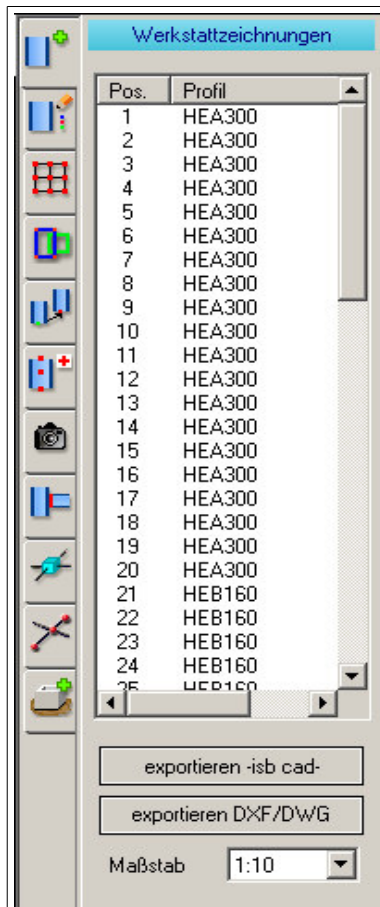 Werkstattzeichnungen
Pos. Profil
1 HEA300
2 HEA300
3 HEA300
4 HEA300
5 HEA300
6 HEA300
7 HEA300
8 HEA300
9 HEA300
10 HEA300
11 HEA300
12 HEA300
13 HEA300
14 HEA300
15 HEA300
16 HEA300
17 HEA300
18 HEA300
19 HEA300
20 HEA300
21 HEB160
22 HEB160
23 HEB160
24 HEB160
25 HEB160
exportieren -isb cad-
exportieren DXF/DWG
Maßstab 1:10